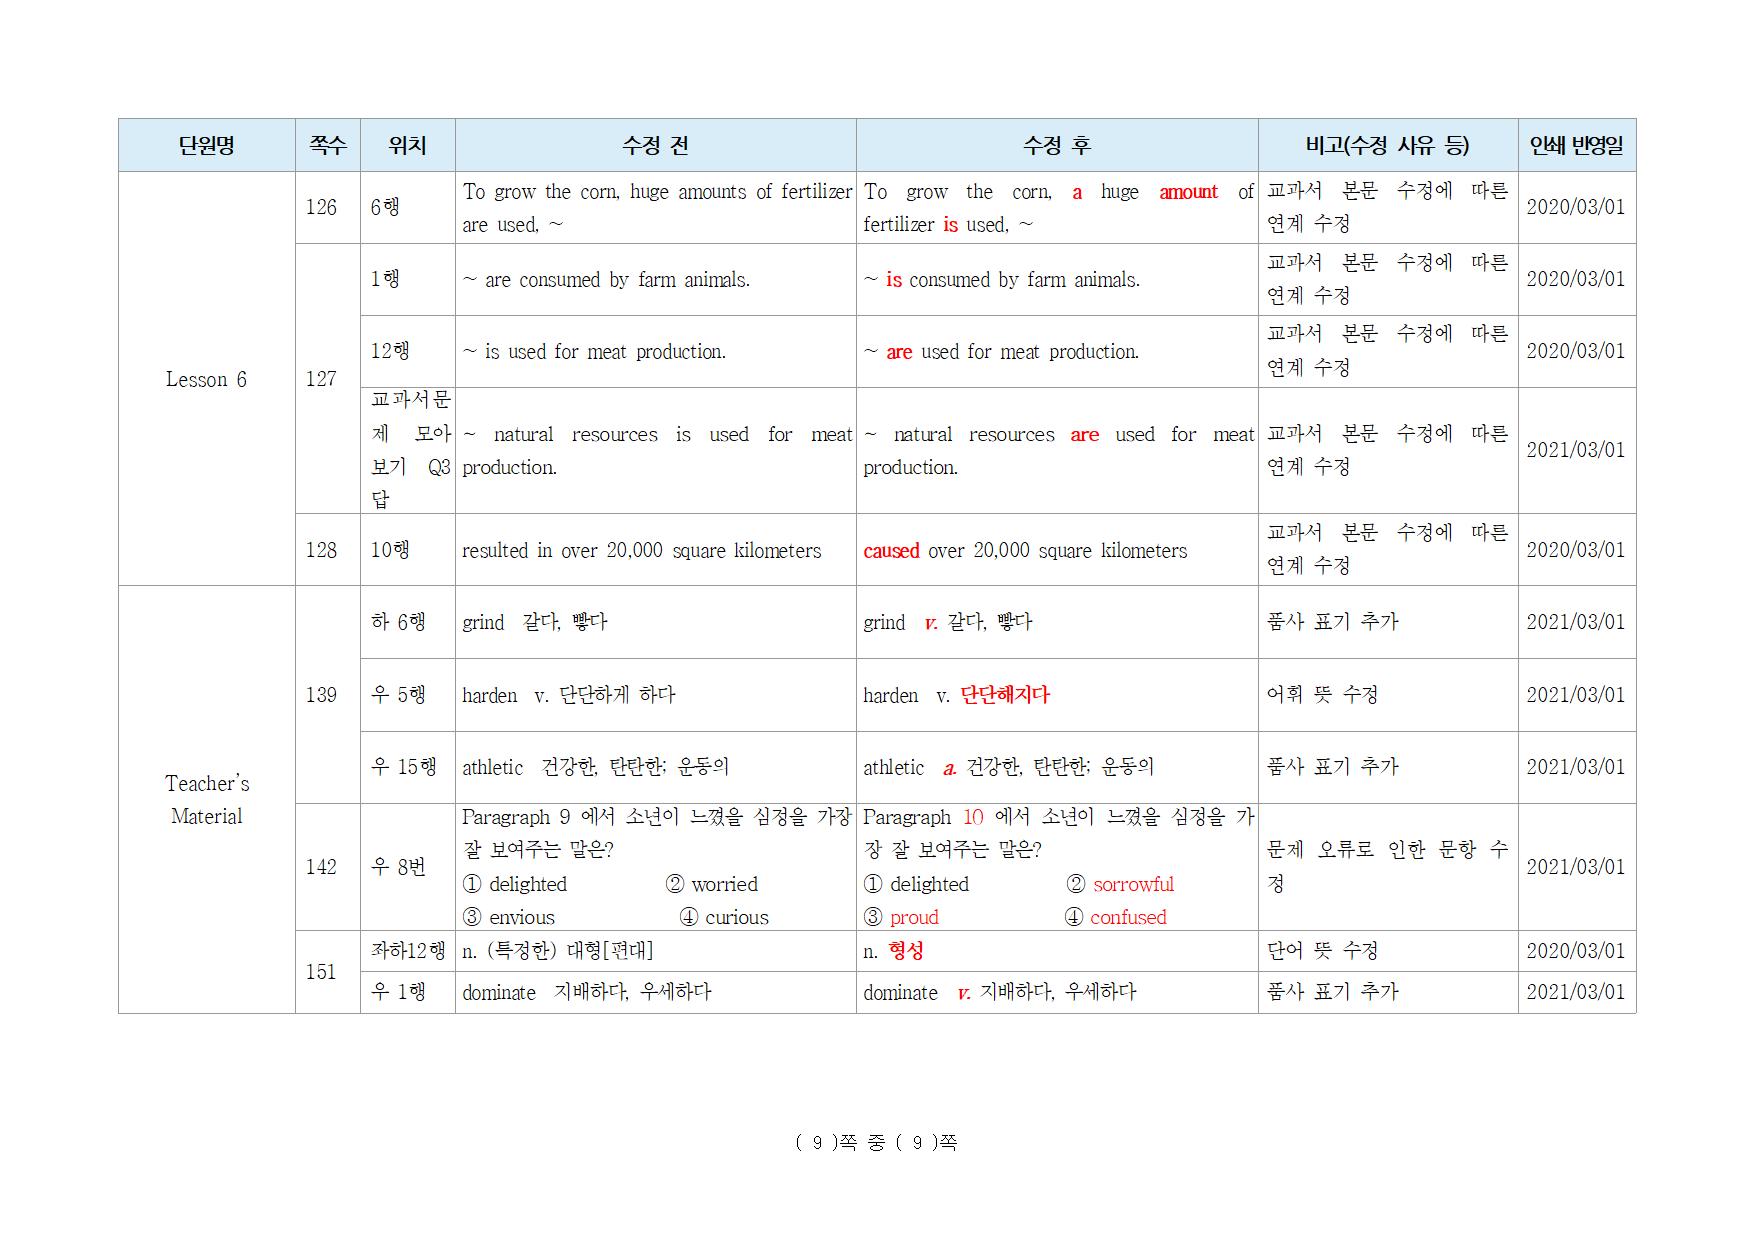 단원명 쪽수 위치 수정 전 수정 후 비고(수정 사유 등) 인쇄 반영일
Lesson 6
126 6행
To grow the corn, huge amounts of fertilizer
are used, ~
To grow the corn, a huge amount of
fertilizer is used, ~
교과서 본문 수정에 따른
연계 수정
2020/03/01
127
1행
~ are consumed by farm animals.
~ is consumed by farm animals.
교과서 본문 수정에 따른
연계 수정
2020/03/01
12행
~ is used for meat production.
~ are used for meat production.
교과서 본문 수정에 따른
연계 수정
2020/03/01
교과서문
제 모아
보기 Q3
답
~ natural resources is used for meat
production.
~ natural resources are used for meat
production.
교과서 본문 수정에 따른
연계 수정
2021/03/01
128 10행
resulted in over 20,000 square kilometers
caused over 20,000 square kilometers
교과서 본문 수정에 따른
연계 수정
2020/03/01
Teacher's
Material
139
하 6행
grind 갈다, 빻다
grind v. 갈다, 빻다
품사 표기 추가
2021/03/01
우 5행
harden v. 단단하게 하다
harden v. 단단해지다
어휘 뜻 수정
2021/03/01
우 15행
athletic 건강한, 탄탄한; 운동의
athletic a. 건강한, 탄탄한; 운동의
품사 표기 추가
2021/03/01
142 우 8번
Paragraph 9 에서 소년이 느꼈을 심정을 가장
잘 보여주는 말은?
① delighted ② worried
③ envious ④ curious
Paragraph 10 에서 소년이 느꼈을 심정을 가
장 잘 보여주는 말은?
① delighted ② sorrowful
③ proud ④ confused
문제 오류로 인한 문항 수
정
2021/03/01
151
좌하12행
n. (특정한) 대형[편대]
n. 형성
단어 뜻 수정
2020/03/01
우 1행
dominate 지배하다, 우세하다
dominate v. 지배하다, 우세하다
품사 표기 추가
2021/03/01
( 9 )쪽 중 ( 9 )쪽